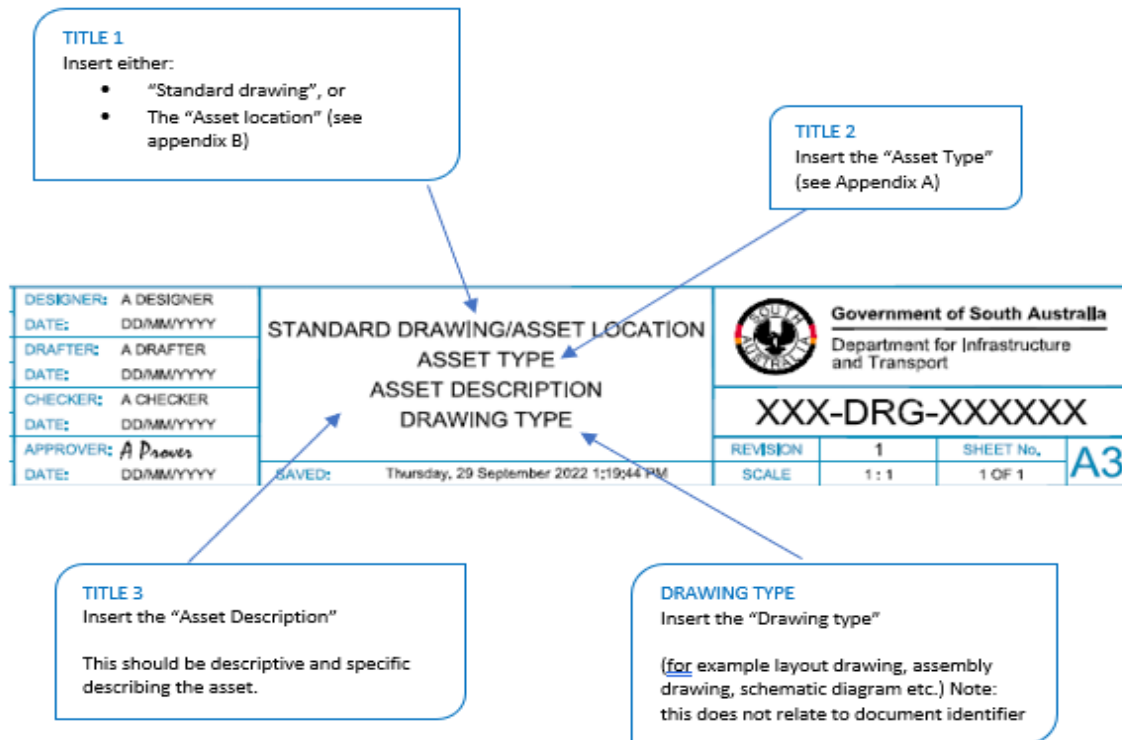 TITLE 1
Insert either:
• “Standard drawing”, or
• The “Asset location” (see
appendix B)
TITLE 2
Insert the “Asset Type”
(see Appendix A)
DESIGNER: A DESIGNER
DATE: DD/MM/YYYY
DRAFTER: A DRAFTER
DATE: DD/MM/YYYY
CHECKER: A CHECKER
DATE: DD/MM/YYYY
APPROVER: A Prover
DATE: DD/MM/YYYY
STANDARD DRAWING/ASSET LOCATION
ASSET TYPE
ASSET DESCRIPTION
DRAWING TYPE
SAVED: Thursday, 29 September 2022 1:19:44 PM
SOUTH
AUSTRALIA
Government of South Australia
Department for Infrastructure
and Transport
XXX-DRG-XXXXXX
REVISION 1 SHEET No.
SCALE 1 : 1 1 OF 1
A3
TITLE 3
Insert the “Asset Description”
This should be descriptive and specific
describing the asset.
DRAWING TYPE
Insert the “Drawing type”
(for example layout drawing, assembly
drawing, schematic diagram etc.) Note:
this does not relate to document identifier